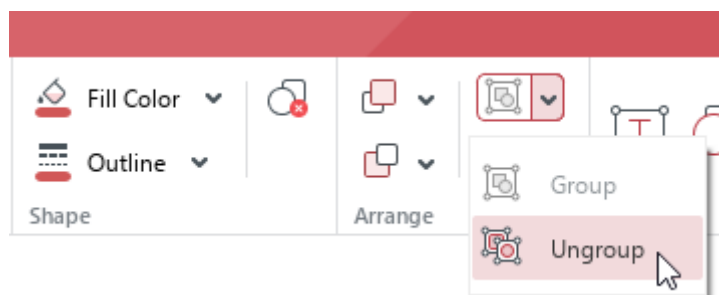 Fill Color
Outline
Shape
Arrange
Group
Ungroup